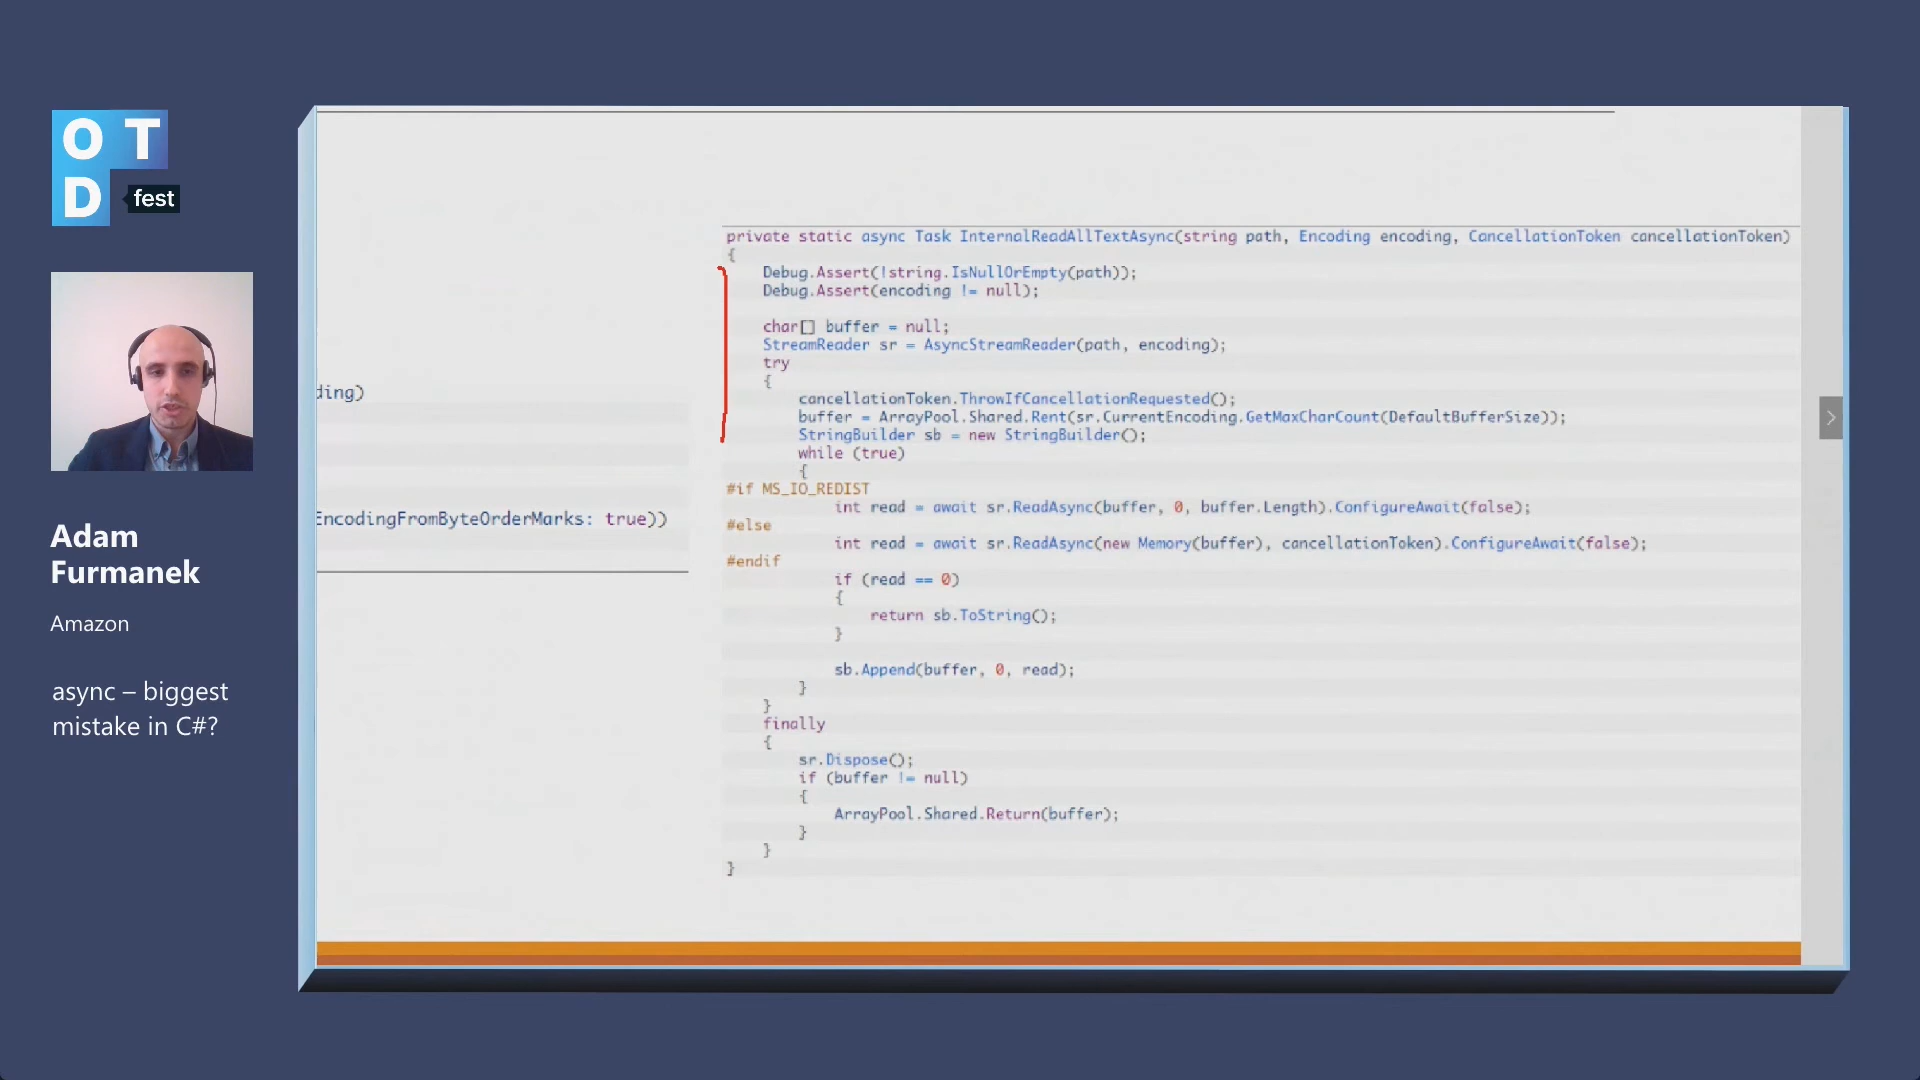 O T
D fest
Adam
Furmanek
Amazon
async – biggest
mistake in C#?
ding)
EncodingFromByteOrderMarks: true))
private static async Task InternalReadAllTextAsync(string path, Encoding encoding, CancellationToken cancellationToken)
{
Debug.Assert(!string.IsNullOrEmpty(path));
Debug.Assert(encoding != null);
char[] buffer = null;
StreamReader sr = AsyncStreamReader(path, encoding);
try
{
cancellationToken.ThrowIfCancellationRequested();
buffer = ArrayPool.Shared.Rent(sr.CurrentEncoding.GetMaxCharCount(DefaultBufferSize));
StringBuilder sb = new StringBuilder();
while (true)
{
#if MS_IO_REDIST
int read = await sr.ReadAsync(buffer, 0, buffer.Length).ConfigureAwait(false);
#else
int read = await sr.ReadAsync(new Memory(buffer), cancellationToken).ConfigureAwait(false);
#endif
if (read == 0)
{
return sb.ToString();
}
sb.Append(buffer, 0, read);
}
}
finally
{
sr.Dispose();
if (buffer != null)
{
ArrayPool.Shared.Return(buffer);
}
}
}